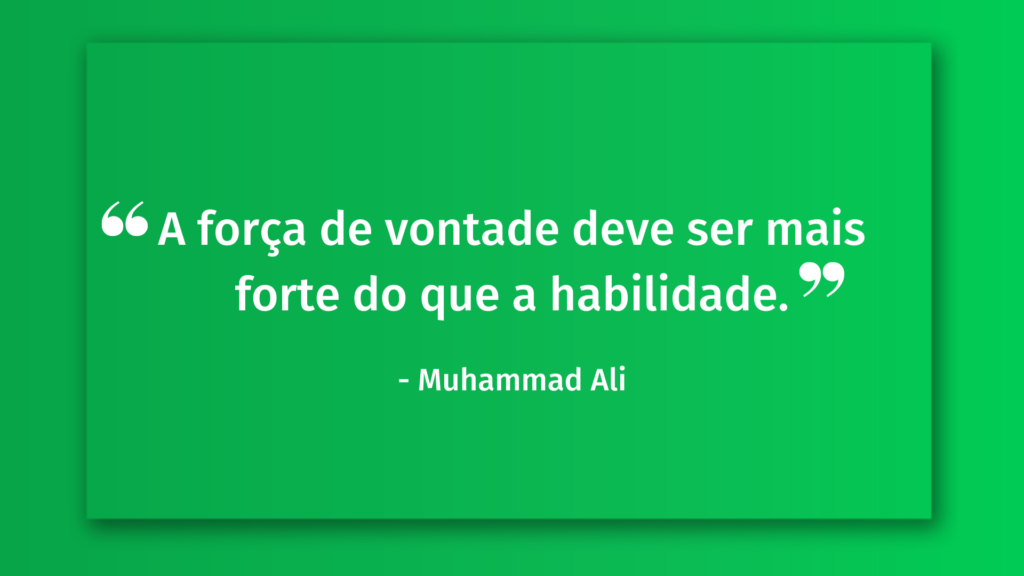 “A força de vontade deve ser mais
forte do que a habilidade.”
- Muhammad Ali